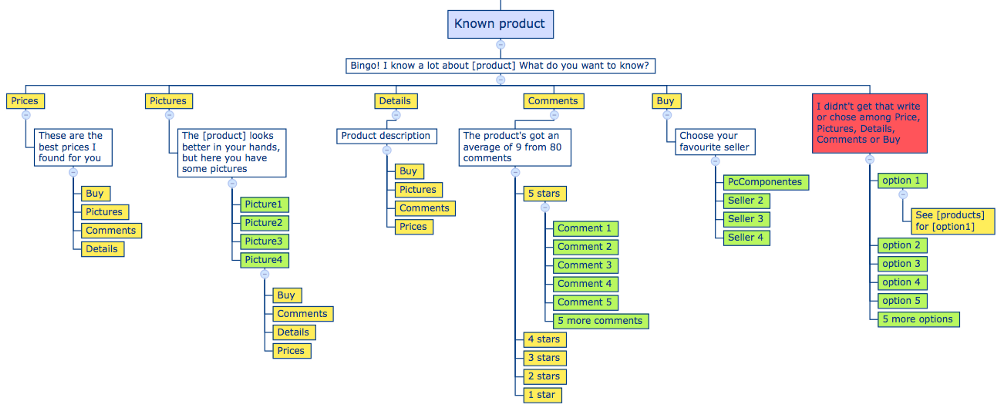 Known product
Bingo! I know a lot about [product] What do you want to know?
Prices
These are the
best prices I
found for you
Buy
Pictures
Comments
Details
Pictures
The [product] looks
better in your hands,
but here you have
some pictures
Picture1
Picture2
Picture3
Picture4
Buy
Comments
Details
Prices
Details
Product description
Buy
Pictures
Comments
Prices
Comments
The product's got an
average of 9 from 80
comments
5 stars
Comment 1
Comment 2
Comment 3
Comment 4
Comment 5
5 more comments
4 stars
3 stars
2 stars
1 star
Buy
Choose your
favourite seller
PcComponentes
Seller 2
Seller 3
Seller 4
I didnt't get that write
or chose among Price,
Pictures, Details,
Comments or Buy
option 1
See [products]
for [option1]
option 2
option 3
option 4
option 5
5 more options